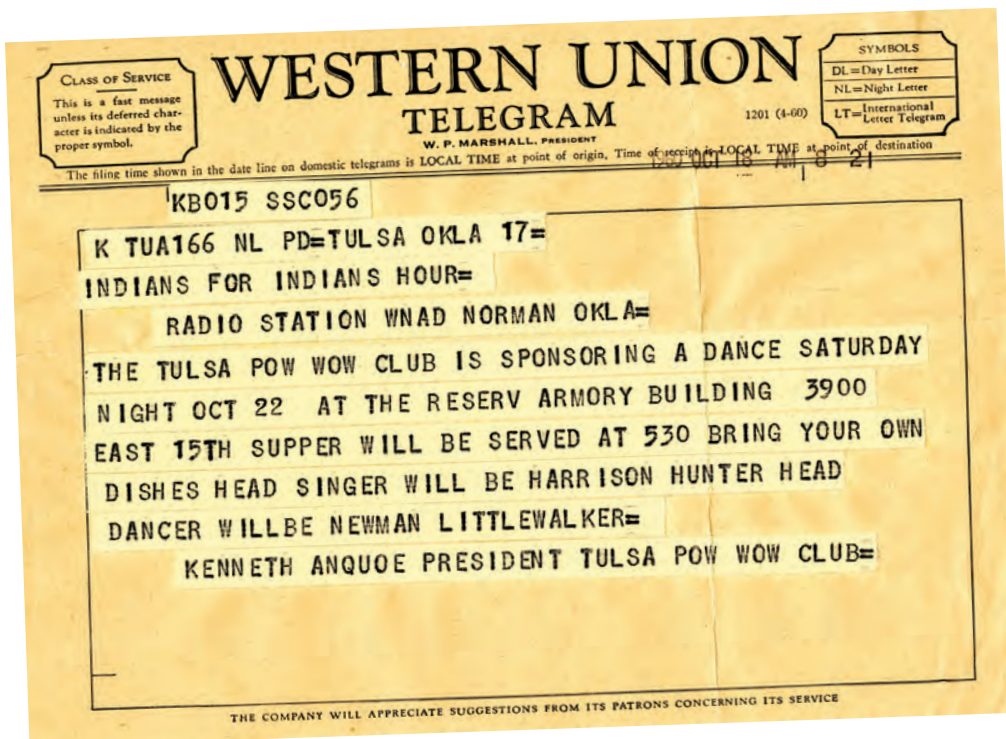 CLASS OF SERVICE
This is a fast message
unless its deferred char-
acter is indicated by the
proper symbol.
WESTERN UNION
TELEGRAM
W. P. MARSHALL, PRESIDENT
1201 (4-60)
SYMBOLS
DL=Day Letter
NL=Night Letter
LT=International
Letter Telegram
The filing time shown in the date line on domestic telegrams is LOCAL TIME at point of origin. Time of receipt is LOCAL TIME at point of destination
OCT 18 AM 8 21
KB015 SSC056
K TUA166 NL PD=TULSA OKLA 17=
INDIANS FOR INDIANS HOUR=
RADIO STATION WNAD NORMAN OKLA=
THE TULSA POW WOW CLUB IS SPONSORING A DANCE SATURDAY
NIGHT OCT 22 AT THE RESERV ARMORY BUILDING 3900
EAST 15TH SUPPER WILL BE SERVED AT 530 BRING YOUR OWN
DISHES HEAD SINGER WILL BE HARRISON HUNTER HEAD
DANCER WILLBE NEWMAN LITTLEWALKER=
KENNETH ANQUOE PRESIDENT TULSA POW WOW CLUB=
THE COMPANY WILL APPRECIATE SUGGESTIONS FROM ITS PATRONS CONCERNING ITS SERVICE